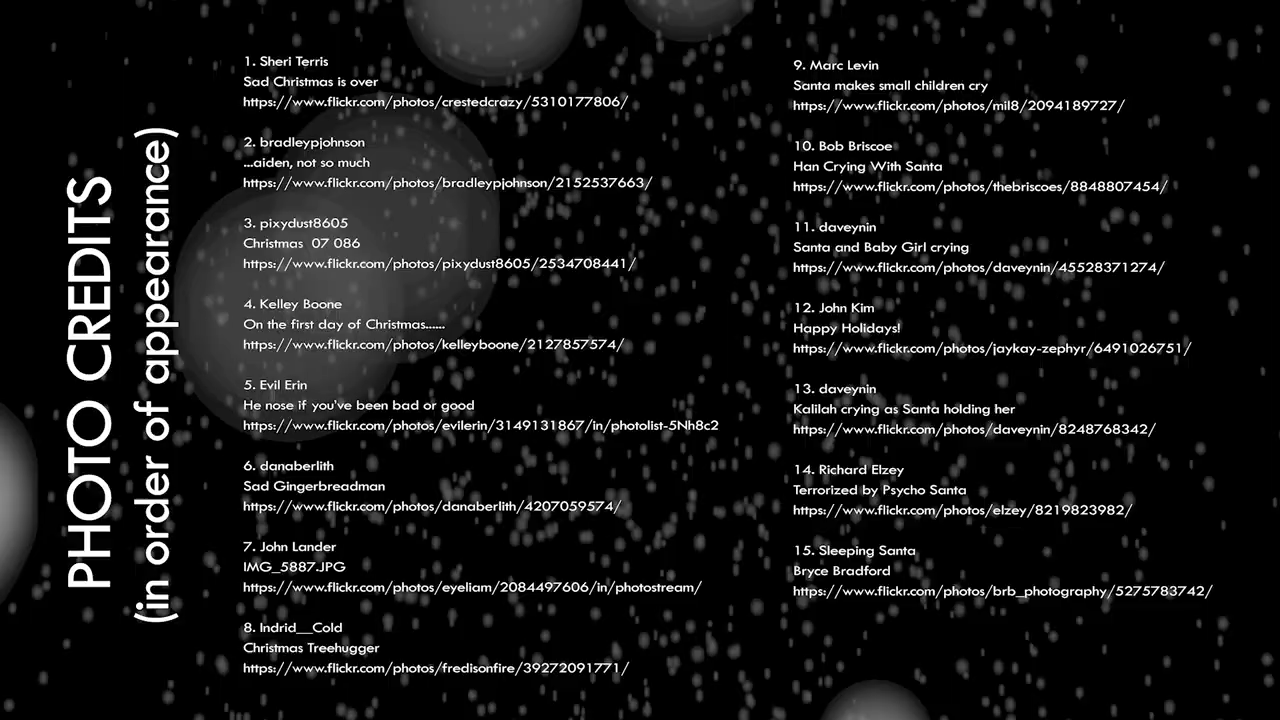 PHOTO CREDITS
(in order of appearance)
1. Sheri Terris
Sad Christmas is over
https://www.flickr.com/photos/crestedcrazy/5310177806/
2. bradleypjohnson
...aiden, not so much
https://www.flickr.com/photos/bradleypjohnson/2152537663/
3. pixydust8605
Christmas  07 086
https://www.flickr.com/photos/pixydust8605/2534708441/
4. Kelley Boone
On the first day of Christmas......
https://www.flickr.com/photos/kelleyboone/2127857574/
5. Evil Erin
He nose if you've been bad or good
https://www.flickr.com/photos/evilerin/3149131867/in/photolist-5Nh8c2
6. danaberlith
Sad Gingerbreadman
https://www.flickr.com/photos/danaberlith/4207059574/
7. John Lander
IMG_5887.JPG
https://www.flickr.com/photos/eyeliam/2084497606/in/photostream/
8. Indrid__Cold
Christmas Treehugger
https://www.flickr.com/photos/fredisonfire/39272091771/
9. Marc Levin
Santa makes small children cry
https://www.flickr.com/photos/mil8/2094189727/
10. Bob Briscoe
Han Crying With Santa
https://www.flickr.com/photos/thebriscoes/8848807454/
11. daveynin
Santa and Baby Girl crying
https://www.flickr.com/photos/daveynin/45528371274/
12. John Kim
Happy Holidays!
https://www.flickr.com/photos/jaykay-zephyr/6491026751/
13. daveynin
Kalilah crying as Santa holding her
https://www.flickr.com/photos/daveynin/8248768342/
14. Richard Elzey
Terrorized by Psycho Santa
https://www.flickr.com/photos/elzey/8219823982/
15. Sleeping Santa
Bryce Bradford
https://www.flickr.com/photos/brb_photography/5275783742/